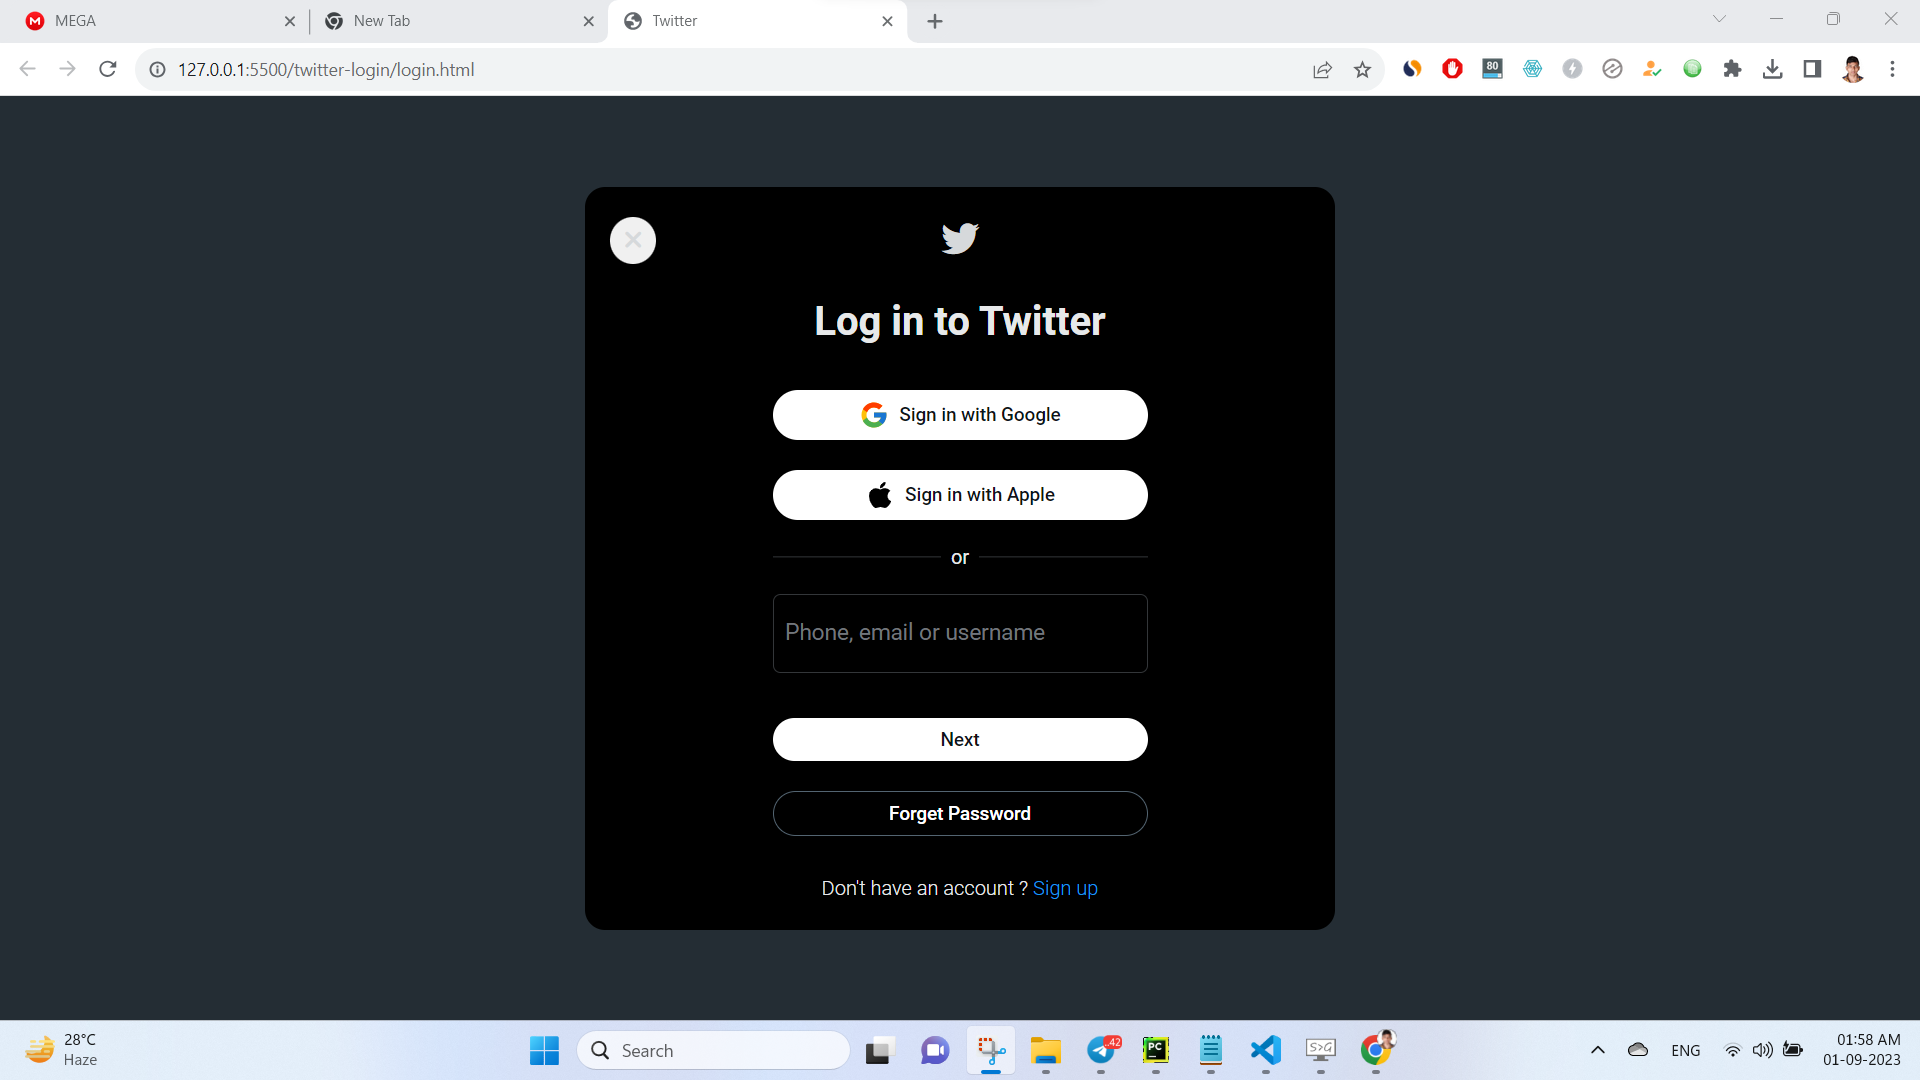 MEGA
New Tab
Twitter
127.0.0.1:5500/twitter-login/login.html
80
Log in to Twitter
Sign in with Google
Sign in with Apple
or
Phone, email or username
Next
Forget Password
Don't have an account ? Sign up
28°C
Haze
Search
.42
PC
S>G
ENG
01:58 AM
01-09-2023